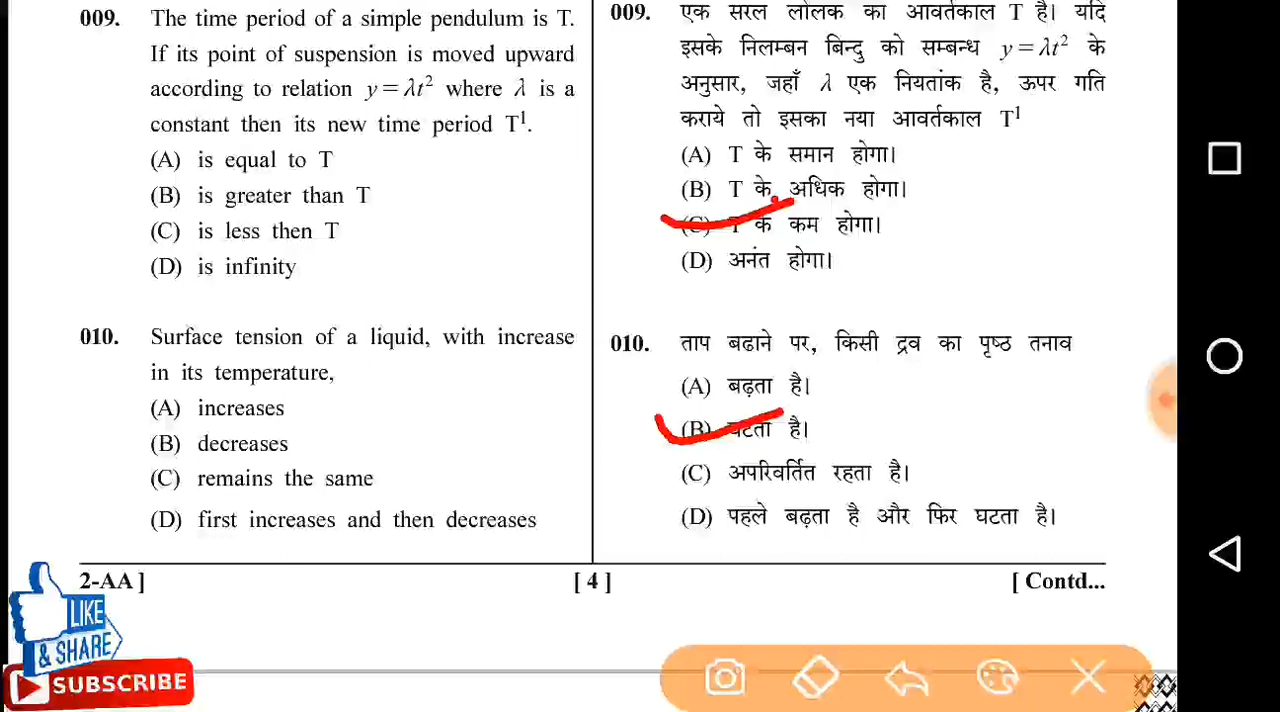 009. The time period of a simple pendulum is T.
If its point of suspension is moved upward
according to relation y = λt² where λ is a
constant then its new time period T¹.
(A) is equal to T
(B) is greater than T
(C) is less then T
(D) is infinity
010. Surface tension of a liquid, with increase
in its temperature,
(A) increases
(B) decreases
(C) remains the same
(D) first increases and then decreases
009. एक सरल लोलक का आवर्तकाल T है। यदि
इसके निलम्बन बिन्दु को सम्बन्ध y = λt² के
अनुसार, जहाँ λ एक नियतांक है, ऊपर गति
कराये तो इसका नया आवर्तकाल T¹
(A) T के समान होगा।
(B) T के अधिक होगा।
(C) T के कम होगा।
(D) अनंत होगा।
010. ताप बढाने पर, किसी द्रव का पृष्ठ तनाव
(A) बढ़ता है।
(B) घटता है।
(C) अपरिवर्तित रहता है।
(D) पहले बढ़ता है और फिर घटता है।
2-AA ] [ 4 ] [ Contd...
LIKE
& SHARE
SUBSCRIBE